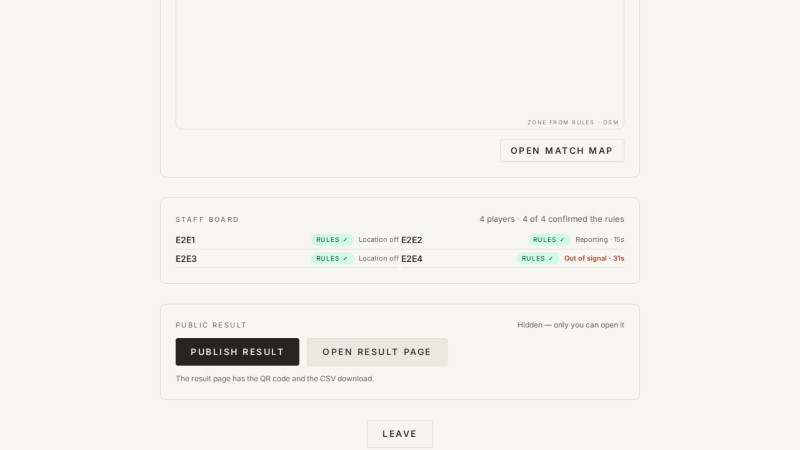 ZONE FROM RULES · OSM
OPEN MATCH MAP
STAFF BOARD
4 players · 4 of 4 confirmed the rules
E2E1 RULES ✓ Location off E2E2 RULES ✓ Reporting · 15s
E2E3 RULES ✓ Location off E2E4 RULES ✓ Out of signal · 31s
PUBLIC RESULT
Hidden — only you can open it
PUBLISH RESULT OPEN RESULT PAGE
The result page has the QR code and the CSV download.
LEAVE